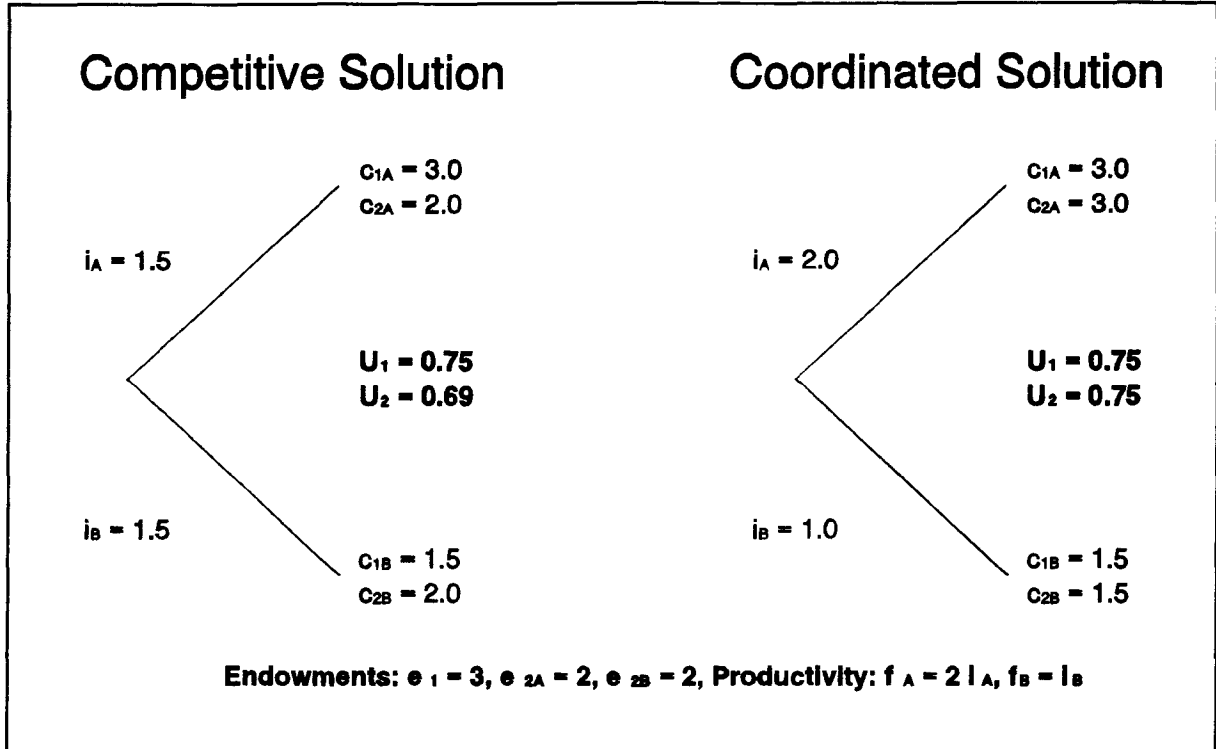 Competitive Solution
C1A = 3.0
C2A = 2.0
iA = 1.5
U1 = 0.75
U2 = 0.69
iB = 1.5
C1B = 1.5
C2B = 2.0
Coordinated Solution
C1A = 3.0
C2A = 3.0
iA = 2.0
U1 = 0.75
U2 = 0.75
iB = 1.0
C1B = 1.5
C2B = 1.5
Endowments: e 1 = 3, e 2A = 2, e 2B = 2, Productivity: f A = 2 i A, f B = i B